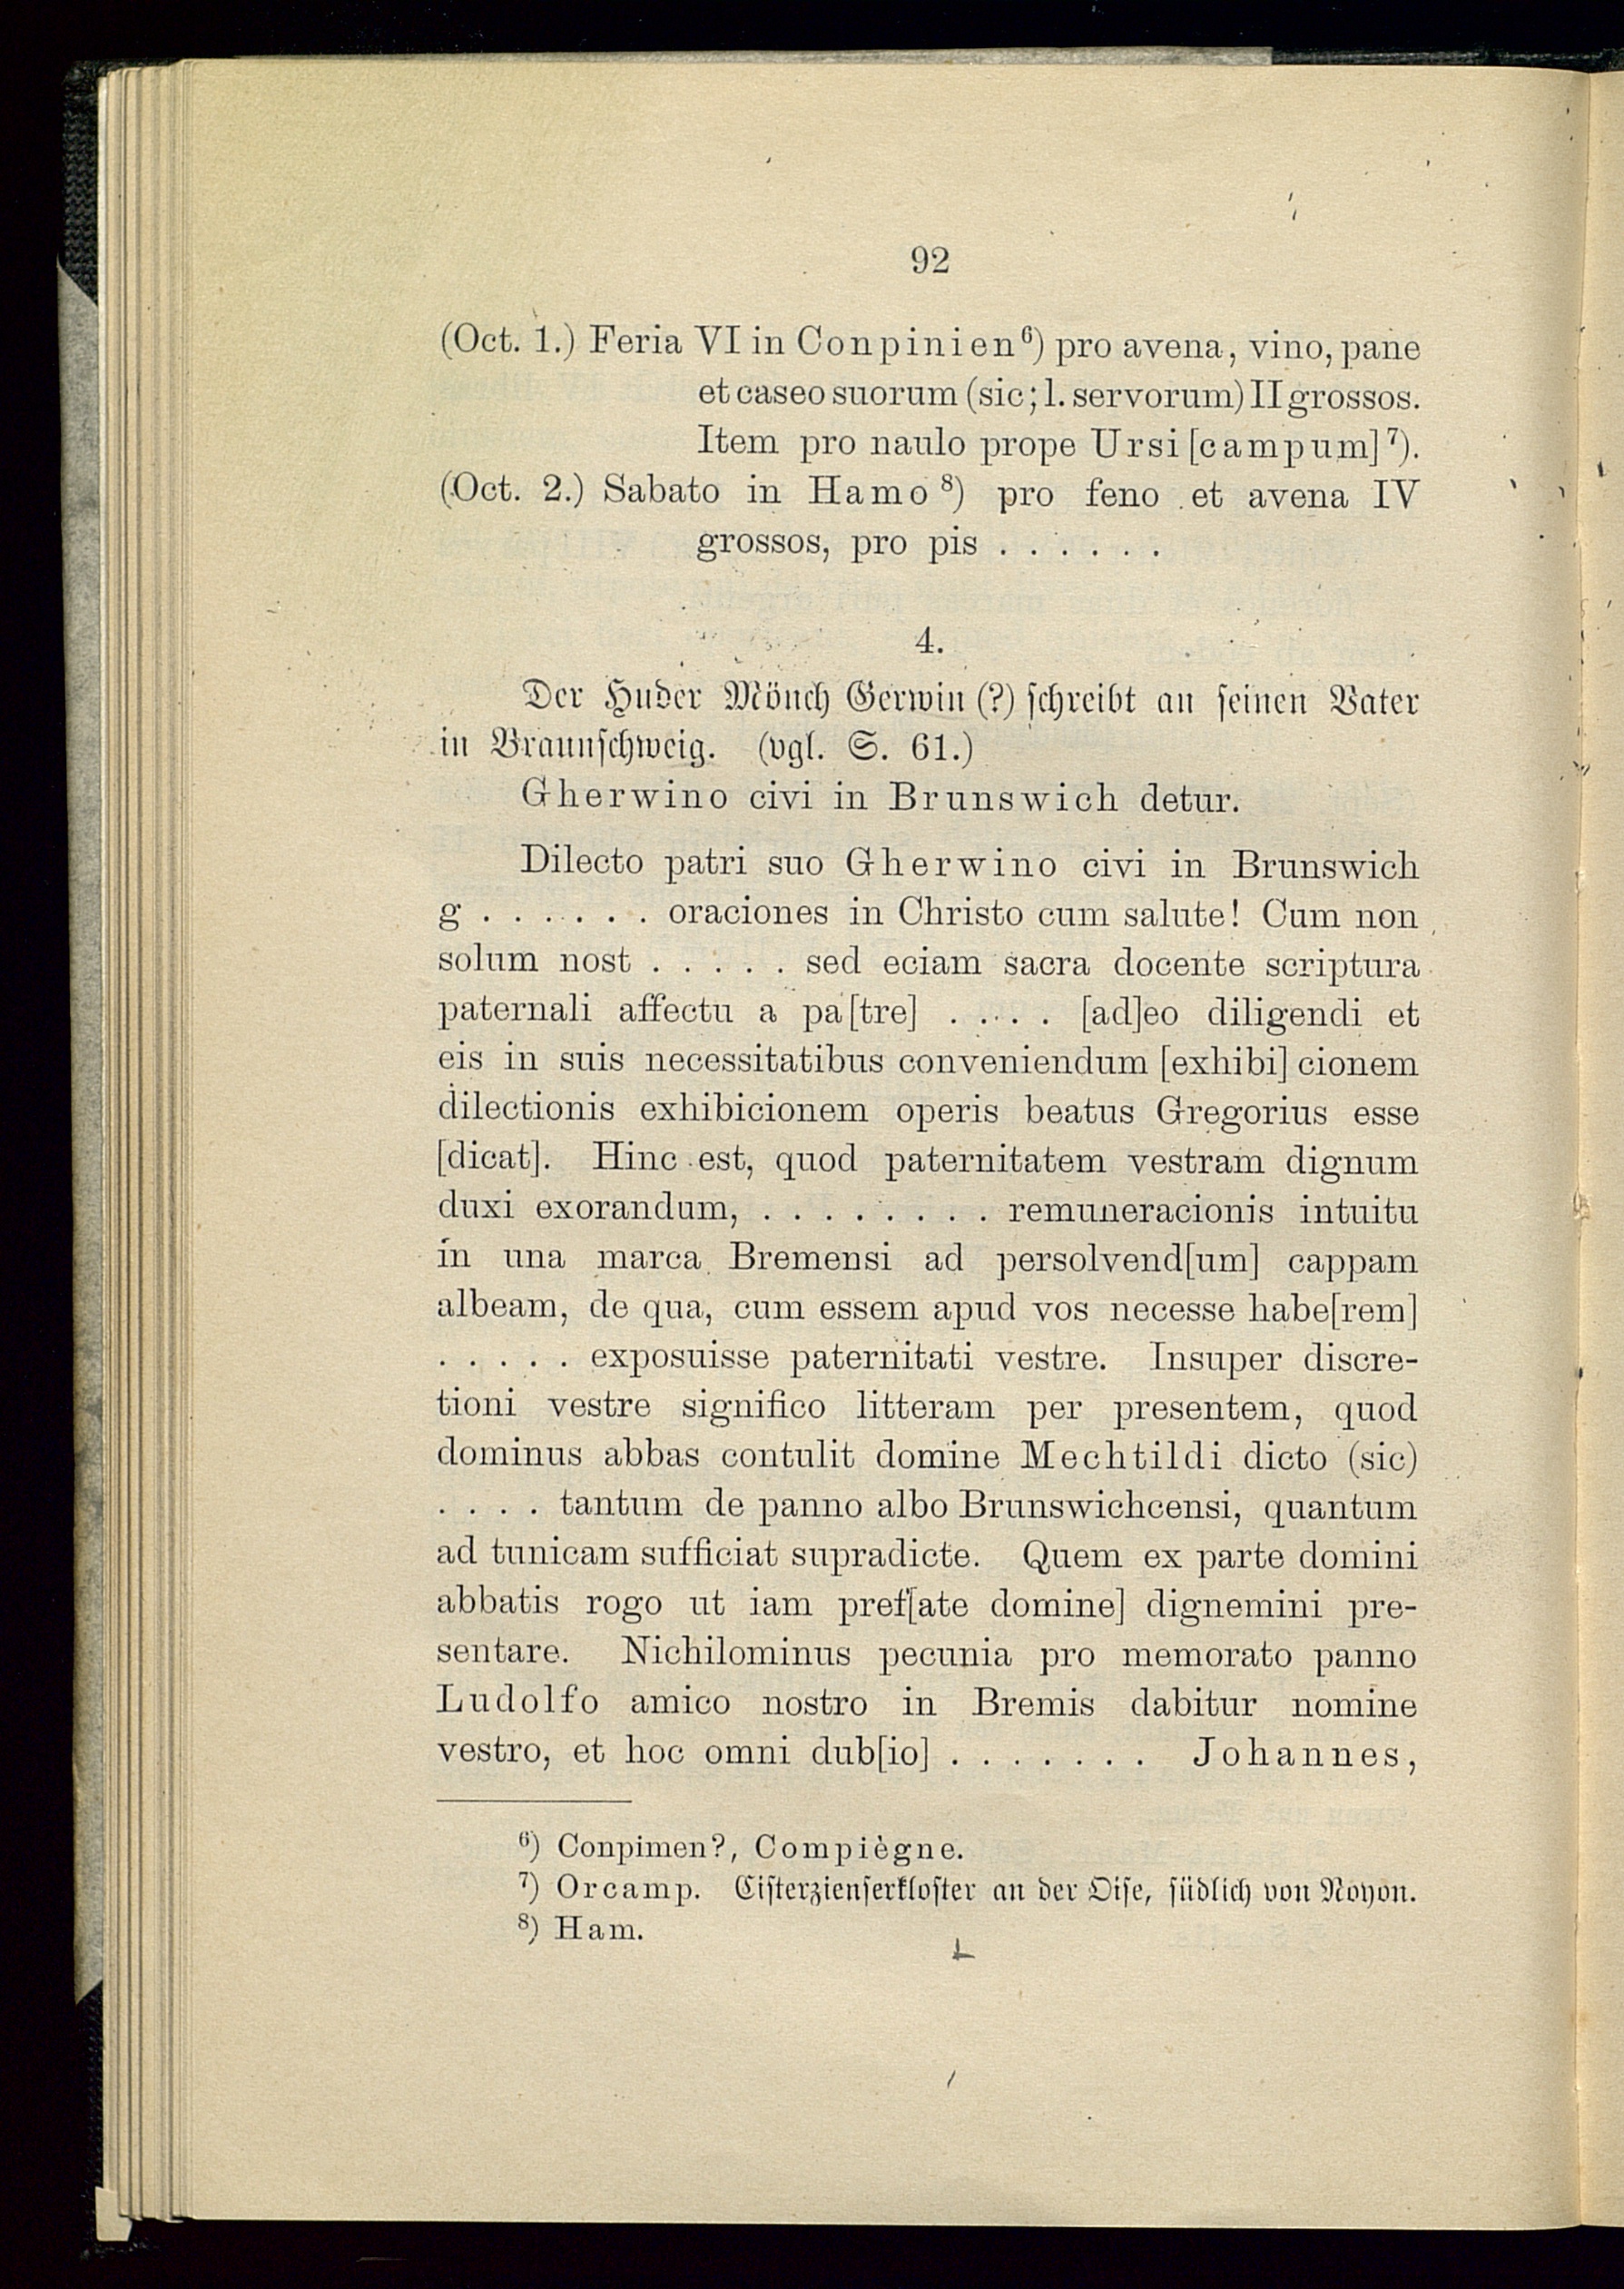 92
(Oct. 1.) Feria VI in Conpinien⁶) pro avena, vino, pane
et caseo suorum (sic; l. servorum) II grossos.
Item pro naulo prope Ursi[campum]⁷).
(Oct. 2.) Sabato in Hamo⁸) pro feno et avena IV
grossos, pro pis . . . . . .
4.
Der Huder Mönch Gerwin (?) schreibt an seinen Vater
in Braunschweig. (vgl. S. 61.)
Gherwino civi in Brunswich detur.
Dilecto patri suo Gherwino civi in Brunswich
g . . . . . . oraciones in Christo cum salute! Cum non
solum nost . . . . . sed eciam sacra docente scriptura
paternali affectu a pa[tre] . . . . [ad]eo diligendi et
eis in suis necessitatibus conveniendum [exhibi] cionem
dilectionis exhibicionem operis beatus Gregorius esse
[dicat]. Hinc est, quod paternitatem vestram dignum
duxi exorandum, . . . . . . . . remuneracionis intuitu
in una marca Bremensi ad persolvend[um] cappam
albeam, de qua, cum essem apud vos necesse habe[rem]
. . . . . exposuisse paternitati vestre. Insuper discre-
tioni vestre significo litteram per presentem, quod
dominus abbas contulit domine Mechtildi dicto (sic)
. . . . tantum de panno albo Brunswichcensi, quantum
ad tunicam sufficiat supradicte. Quem ex parte domini
abbatis rogo ut iam pref[ate domine] dignemini pre-
sentare. Nichilominus pecunia pro memorato panno
Ludolfo amico nostro in Bremis dabitur nomine
vestro, et hoc omni dub[io] . . . . . . . Johannes,
⁶) Conpimen?, Compiègne.
⁷) Orcamp. Cisterzienserkloster an der Oise, südlich von Noyon.
⁸) Ham.